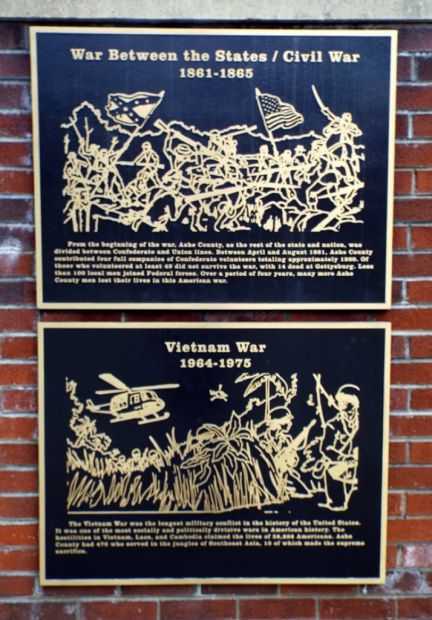 War Between the States / Civil War
1861-1865
From the beginning of the war, Ashe County, as the rest of the state and nation, was
divided between Confederate and Union lines. Between April and August 1861, Ashe County
contributed four full companies of Confederate volunteers totaling approximately
Of
those who volunteered at least 49 did not survive the war, with 14 dead at Gettysburg. Less
than 100 local men joined Federal forces. Over a period of four years, many more Ashe
County men lost their lives in this American war.
Vietnam War
1964-1975
The Vietnam War was the longest military conflict in the history of the United States.
It was one of the most socially and politically divisive wars in American history. The
hostilities in Vietnam, Laos, and Cambodia claimed the lives of Americans. Ashe
County had 476 who served in the jungles of Southeast Asia, 10 of which made the supreme
sacrifice.